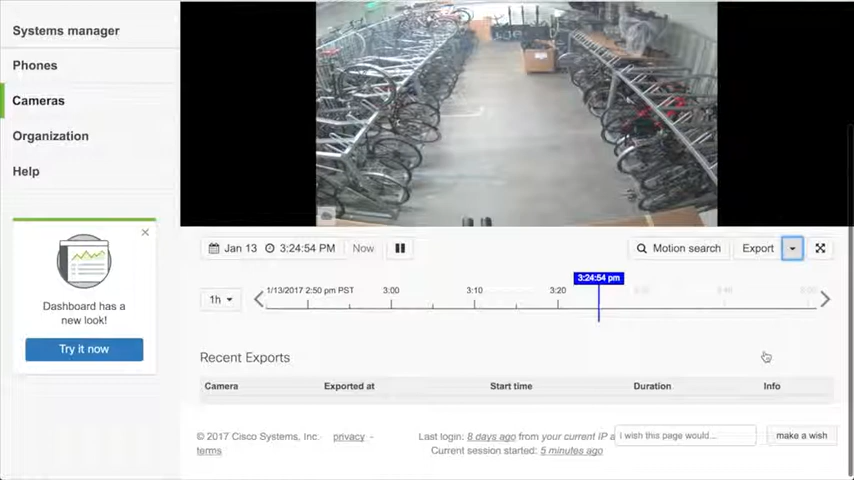 Systems manager
Phones
Cameras
Organization
Help
Dashboard has a
new look!
Try it now
Jan 13 3:24:54 PM Now
Motion search Export
3:24:54 pm
1h
1/13/2017 2:50 pm PST 3:00 3:10 3:20
Recent Exports
Camera Exported at Start time Duration Info
© 2017 Cisco Systems, Inc. privacy -
terms
Last login: 8 days ago from your current IP a
Current session started: 5 minutes ago
I wish this page would...
make a wish